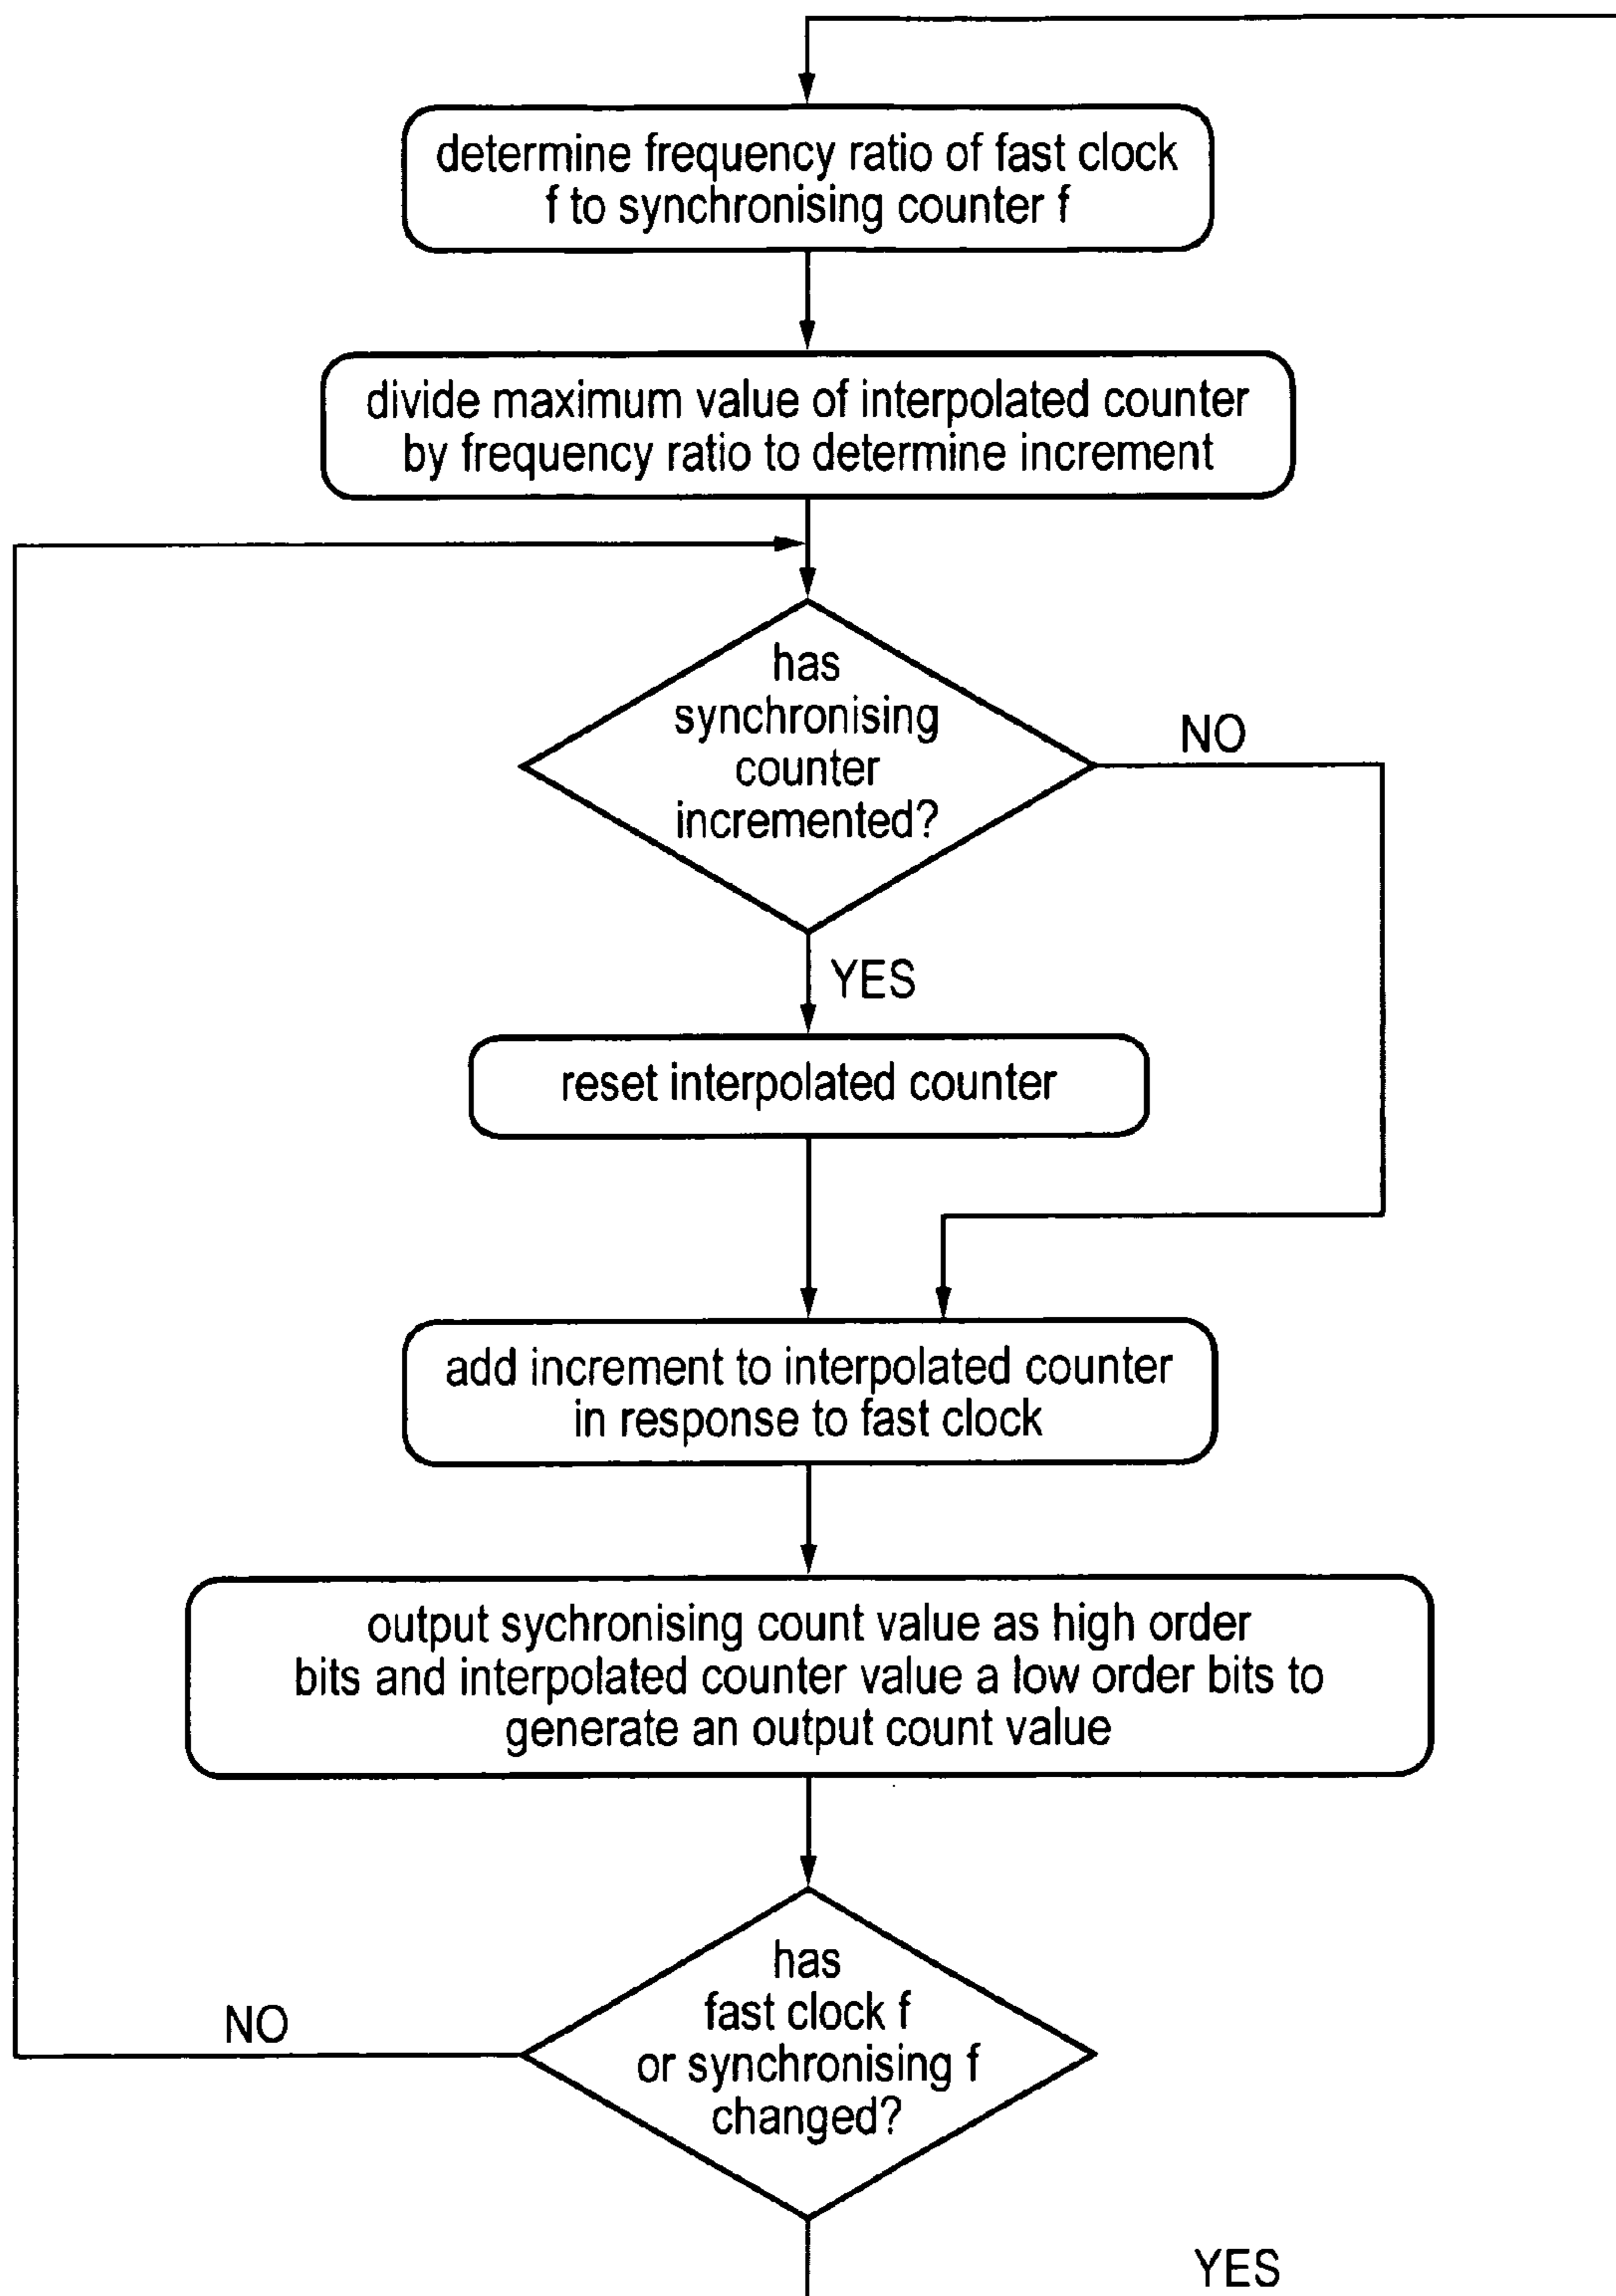 determine frequency ratio of fast clock
f to synchronising counter f
divide maximum value of interpolated counter
by frequency ratio to determine increment
has
synchronising
counter
incremented?
NO
YES
reset interpolated counter
add increment to interpolated counter
in response to fast clock
output sychronising count value as high order
bits and interpolated counter value a low order bits to
generate an output count value
has
fast clock f
or synchronising f
changed?
NO
YES